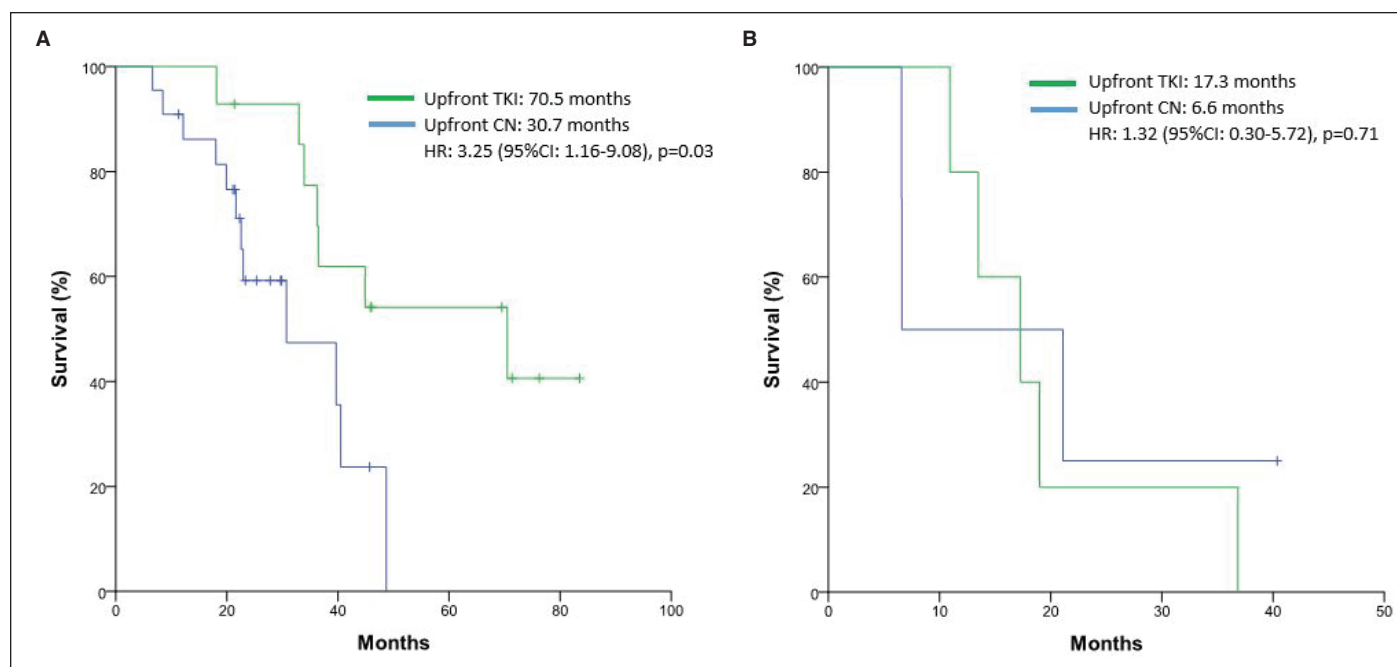 A
Upfront TKI: 70.5 months
Upfront CN: 30.7 months
HR: 3.25 (95%CI: 1.16-9.08), p=0.03
Survival (%)
100
80
60
40
20
0
0 20 40 60 80 100
Months
B
Upfront TKI: 17.3 months
Upfront CN: 6.6 months
HR: 1.32 (95%CI: 0.30-5.72), p=0.71
Survival (%)
100
80
60
40
20
0
0 10 20 30 40 50
Months